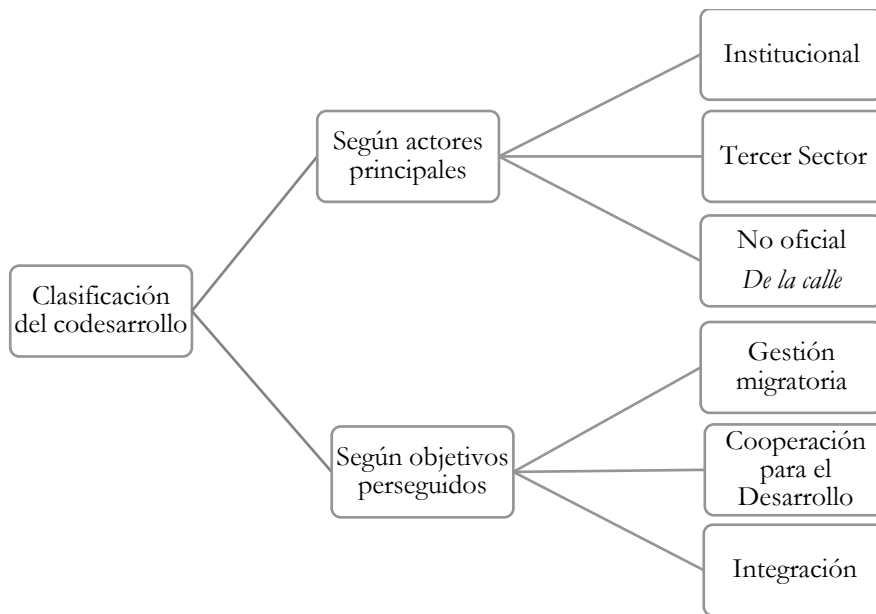 Clasificación
del codesarrollo
Según actores
principales
Institucional
Tercer Sector
No oficial
De la calle
Según objetivos
perseguidos
Gestión
migratoria
Cooperación
para el
Desarrollo
Integración